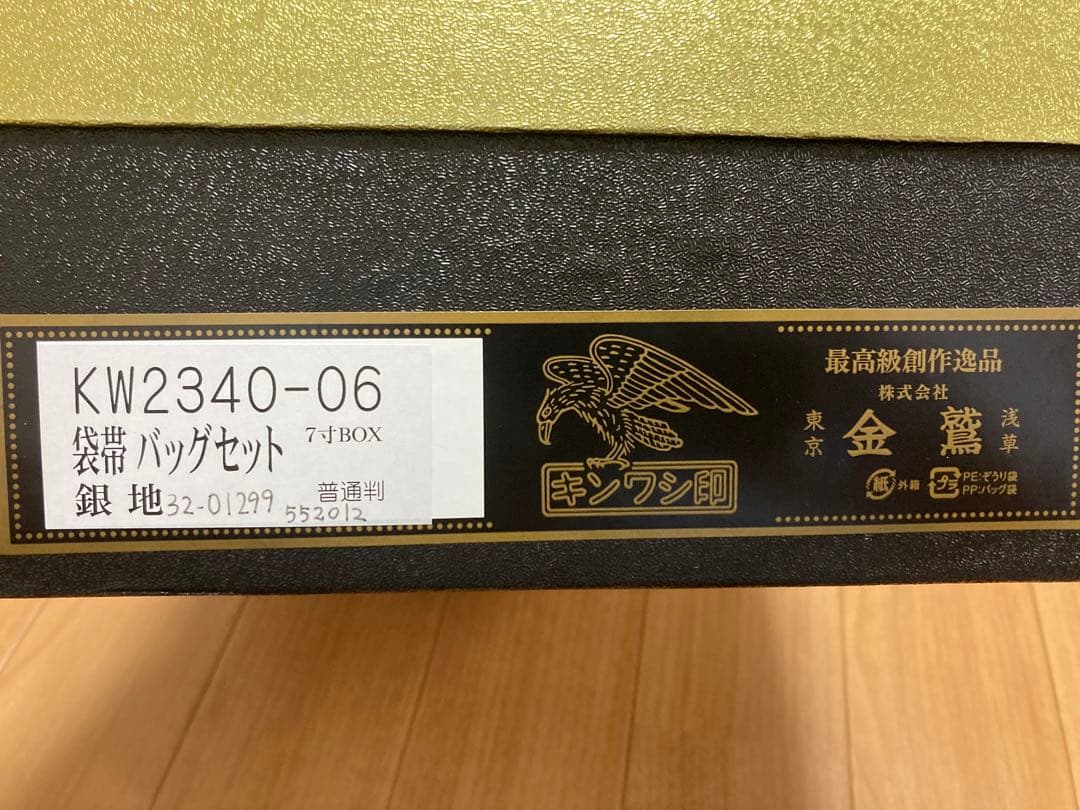 KW2340-06
袋帯 バッグセット 7寸BOX
銀 地 32-01299 普通判
552012
キンワシ印
最高級創作逸品
株式会社
東京 金鷲 浅草
紙 外箱 プラ PE:ぞうり袋
PP:バッグ袋